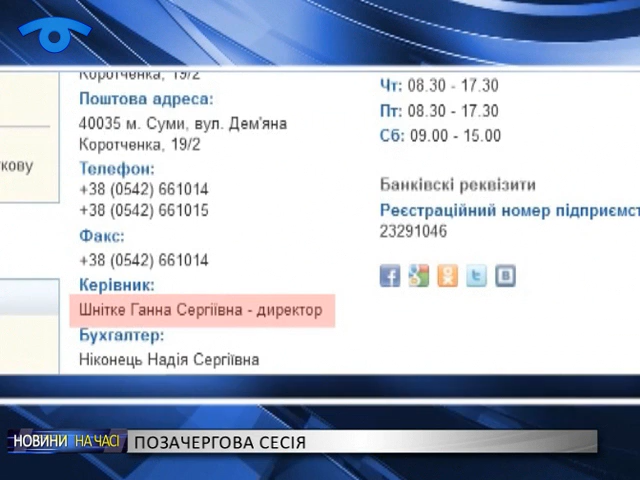 Коротченка, 19/2
Поштова адреса:
40035 м. Суми, вул. Дем'яна
Коротченка, 19/2
Телефон:
+38 (0542) 661014
+38 (0542) 661015
Факс:
+38 (0542) 661014
Керівник:
Шнітке Ганна Сергіївна - директор
Бухгалтер:
Ніконець Надія Сергіївна
Чт: 08.30 - 17.30
Пт: 08.30 - 17.30
Сб: 09.00 - 15.00
Банківскі реквізити
Реєстраційний номер підприємст
23291046
НОВИНИ НА ЧАСІ
ПОЗАЧЕРГОВА СЕСІЯ